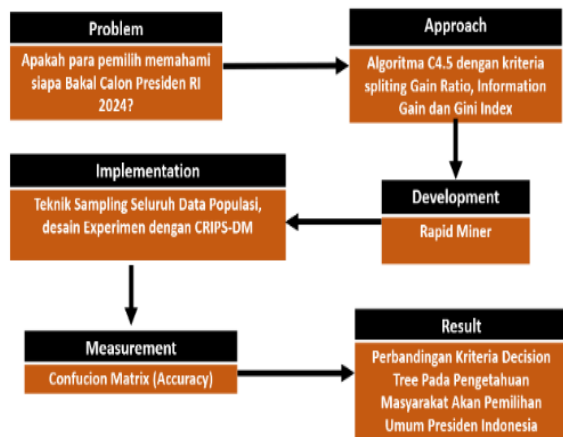 Problem
Apakah para pemilih memahami
siapa Bakal Calon Presiden RI
2024?
Approach
Algoritma C4.5 dengan kriteria
spliting Gain Ratio, Information
Gain dan Gini Index
Development
Rapid Miner
Implementation
Teknik Sampling Seluruh Data Populasi,
desain Experimen dengan CRIPS-DM
Measurement
Confucion Matrix (Accuracy)
Result
Perbandingan Kriteria Decision
Tree Pada Pengetahuan
Masyarakat Akan Pemilihan
Umum Presiden Indonesia